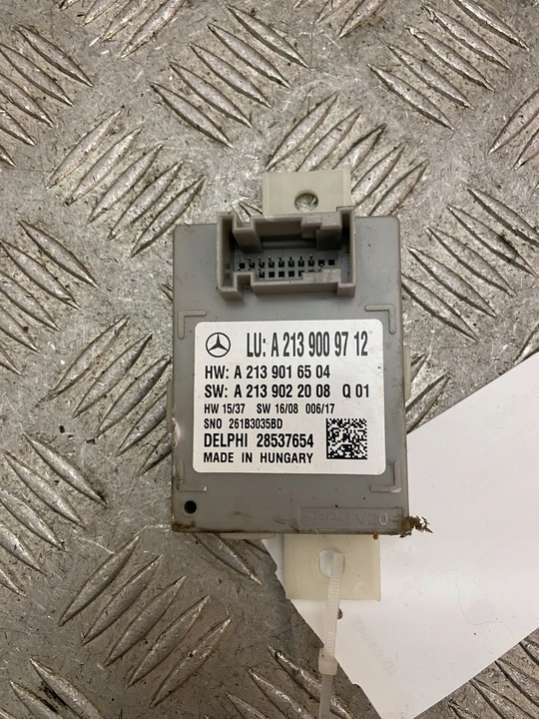 LU: A 213 900 97 12
HW: A 213 901 65 04
SW: A 213 902 20 08 Q 01
HW 15/37 SW 16/08 006/17
SNO 261B3035BD
DELPHI 28537654
MADE IN HUNGARY